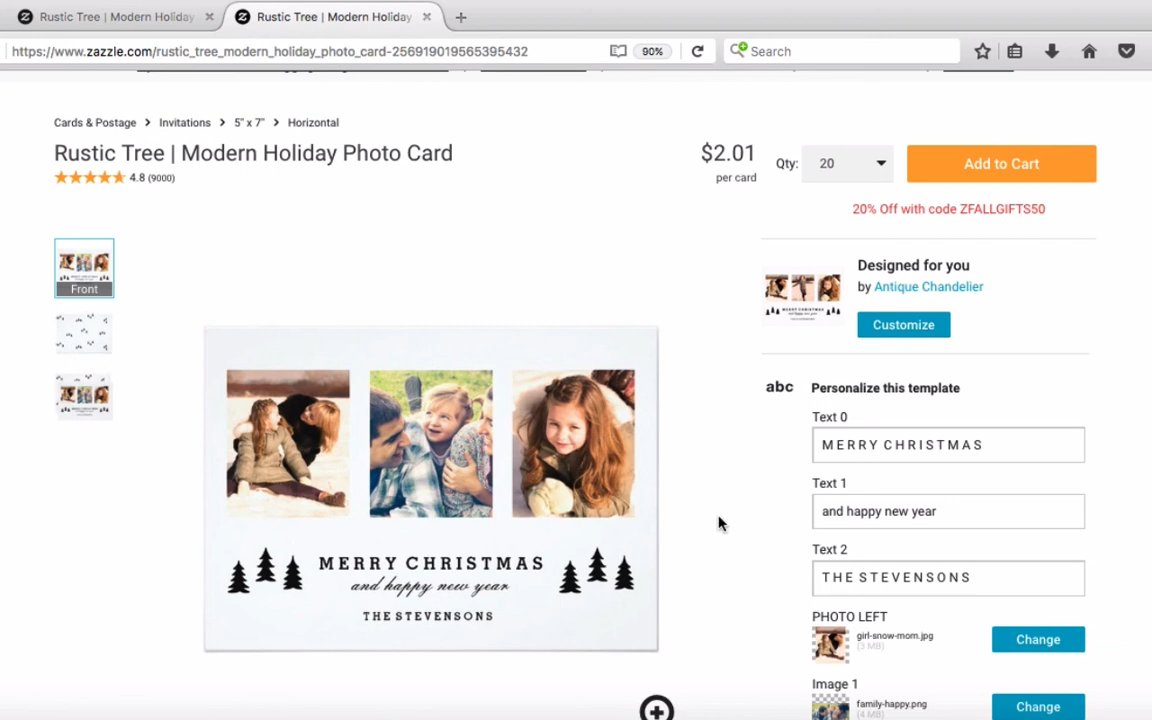 Rustic Tree | Modern Holiday
Rustic Tree | Modern Holiday
https://www.zazzle.com/rustic_tree_modern_holiday_photo_card-256919019565395432
90%
Search
Cards & Postage > Invitations > 5" x 7" > Horizontal
Rustic Tree | Modern Holiday Photo Card
4.8 (9000)
$2.01
per card
Qty: 20
Add to Cart
20% Off with code ZFALLGIFTS50
Front
Designed for you
by Antique Chandelier
Customize
abc
Personalize this template
Text 0
MERRY CHRISTMAS
Text 1
and happy new year
Text 2
THE STEVENSONS
PHOTO LEFT
girl-snow-mom.jpg
(3 MB)
Change
Image 1
family-happy.png
(4 MB)
Change
MERRY CHRISTMAS
and happy new year
THE STEVENSONS